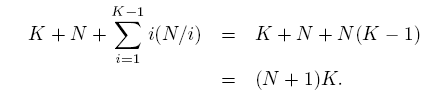 K + N + \sum_{i=1}^{K-1} i(N/i) = K + N + N(K − 1)
= (N + 1)K.